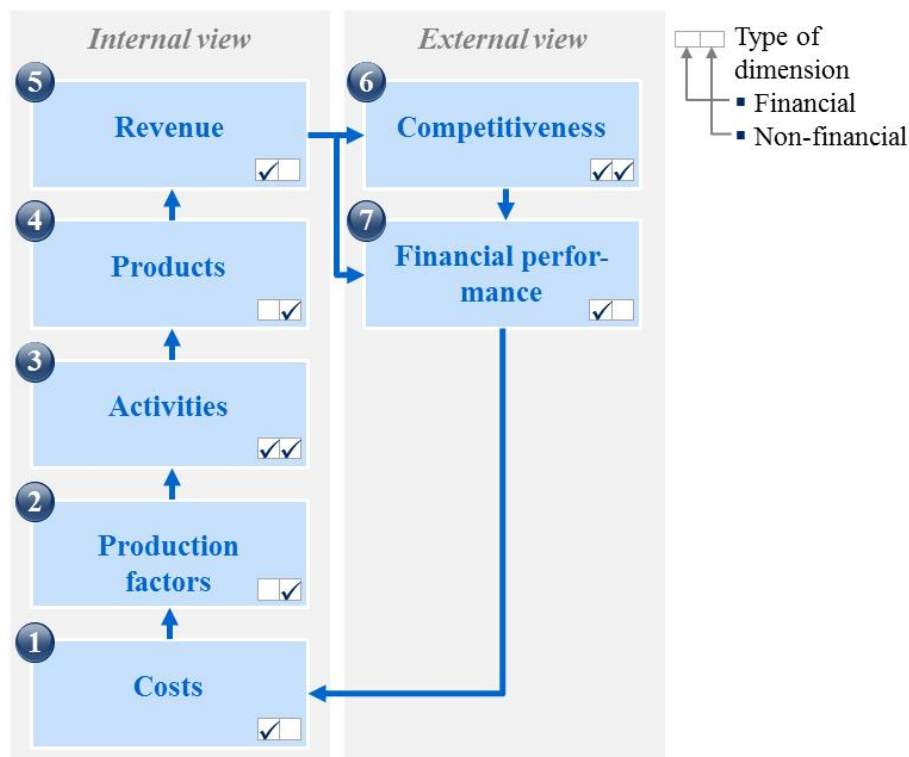 Internal view
External view
Type of
dimension
▪ Financial
▪ Non-financial
5
Revenue
6
Competitiveness
4
Products
7
Financial perfor-
mance
3
Activities
2
Production
factors
1
Costs